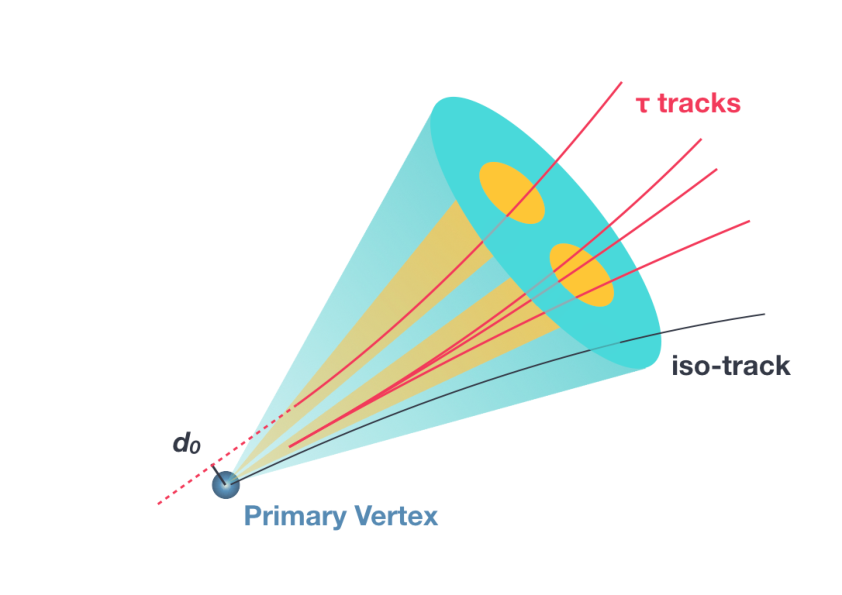 τ tracks
iso-track
d₀
Primary Vertex